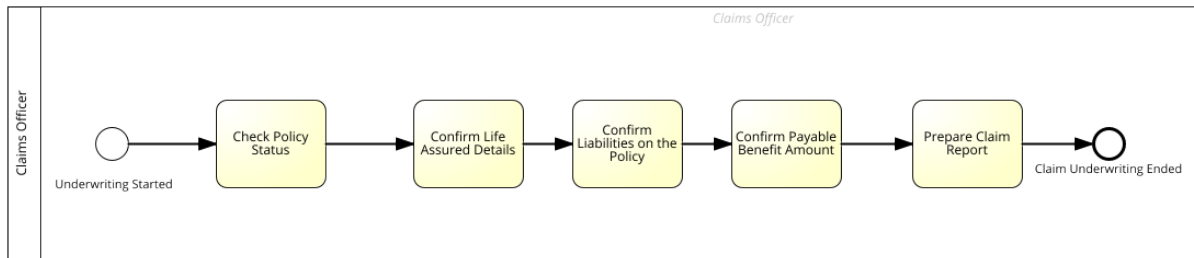 Claims Officer
Claims Officer
Underwriting Started
Check Policy
Status
Confirm Life
Assured Details
Confirm
Liabilities on the
Policy
Confirm Payable
Benefit Amount
Prepare Claim
Report
Claim Underwriting Ended